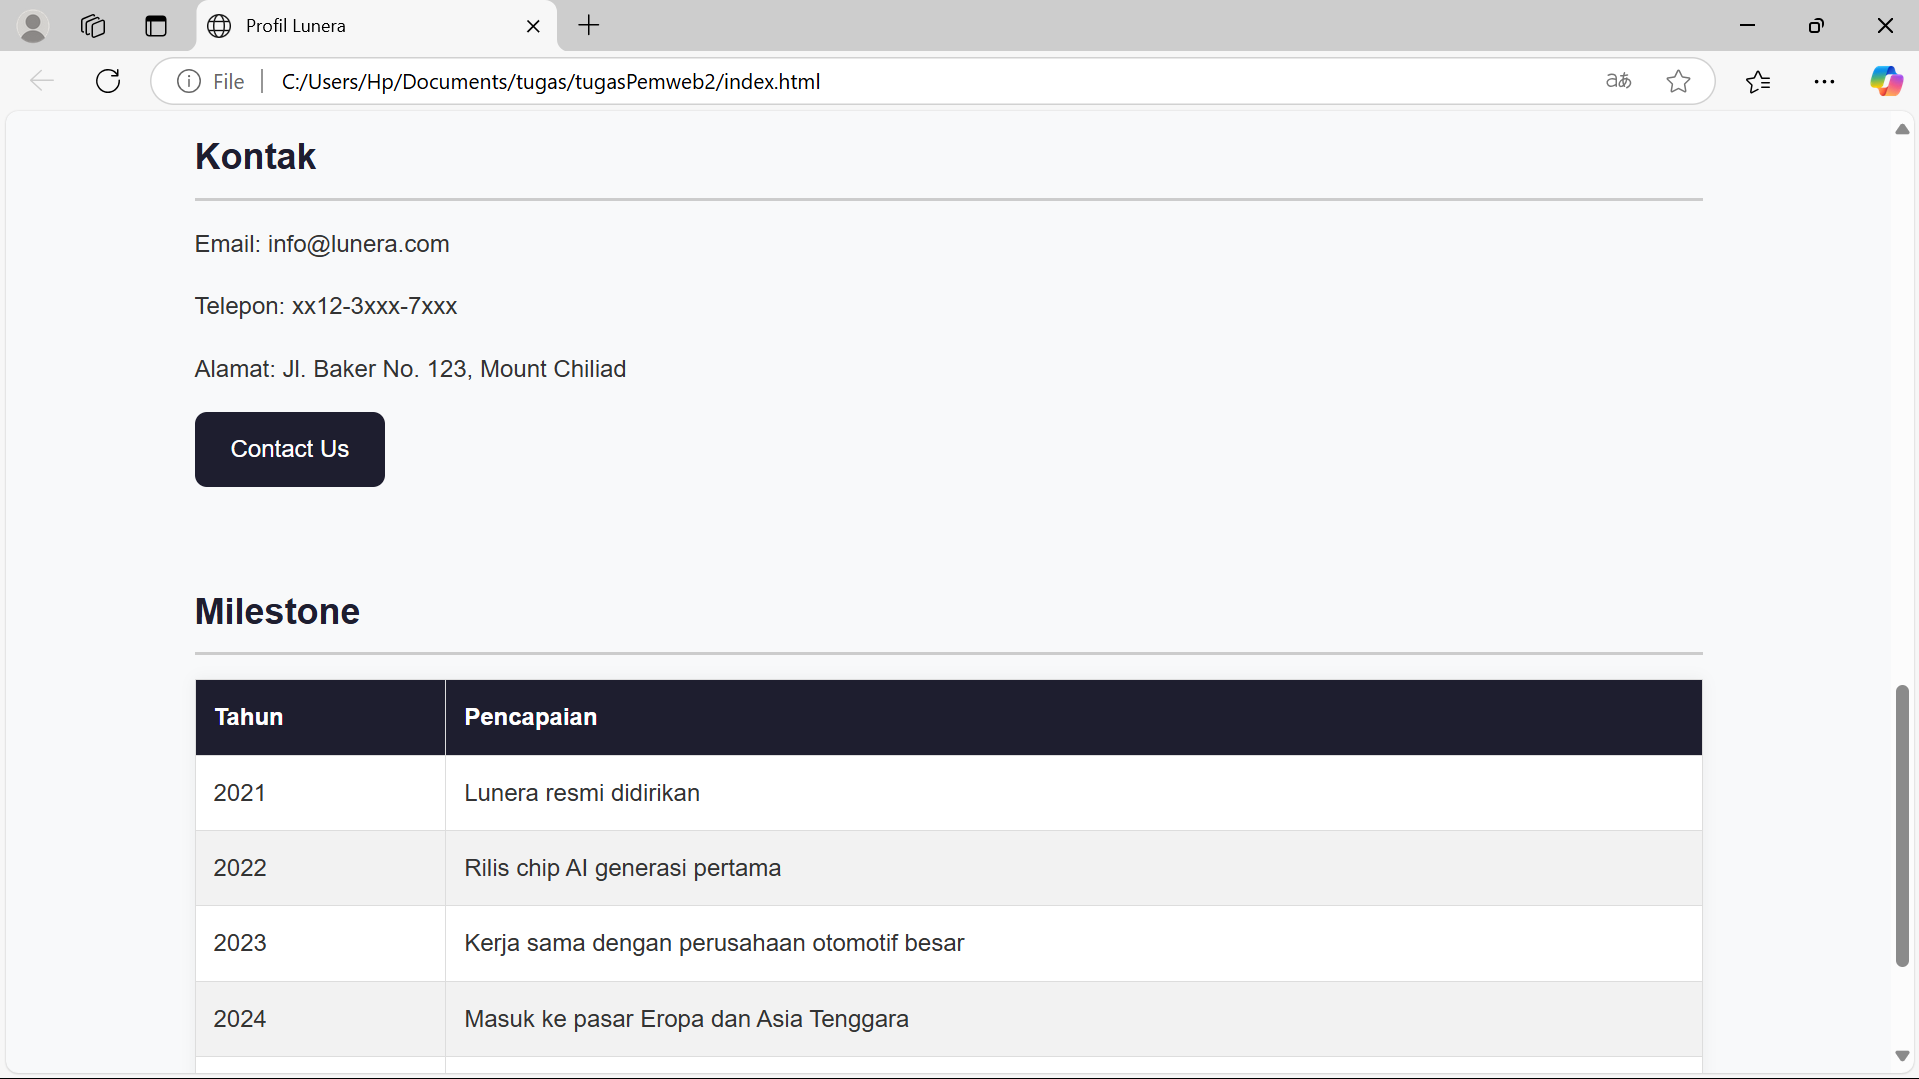 Profil Lunera
File
C:/Users/Hp/Documents/tugas/tugasPemweb2/index.html
aあ
Kontak
Email: info@lunera.com
Telepon: xx12-3xxx-7xxx
Alamat: Jl. Baker No. 123, Mount Chiliad
Contact Us
Milestone
Tahun Pencapaian
2021 Lunera resmi didirikan
2022 Rilis chip AI generasi pertama
2023 Kerja sama dengan perusahaan otomotif besar
2024 Masuk ke pasar Eropa dan Asia Tenggara